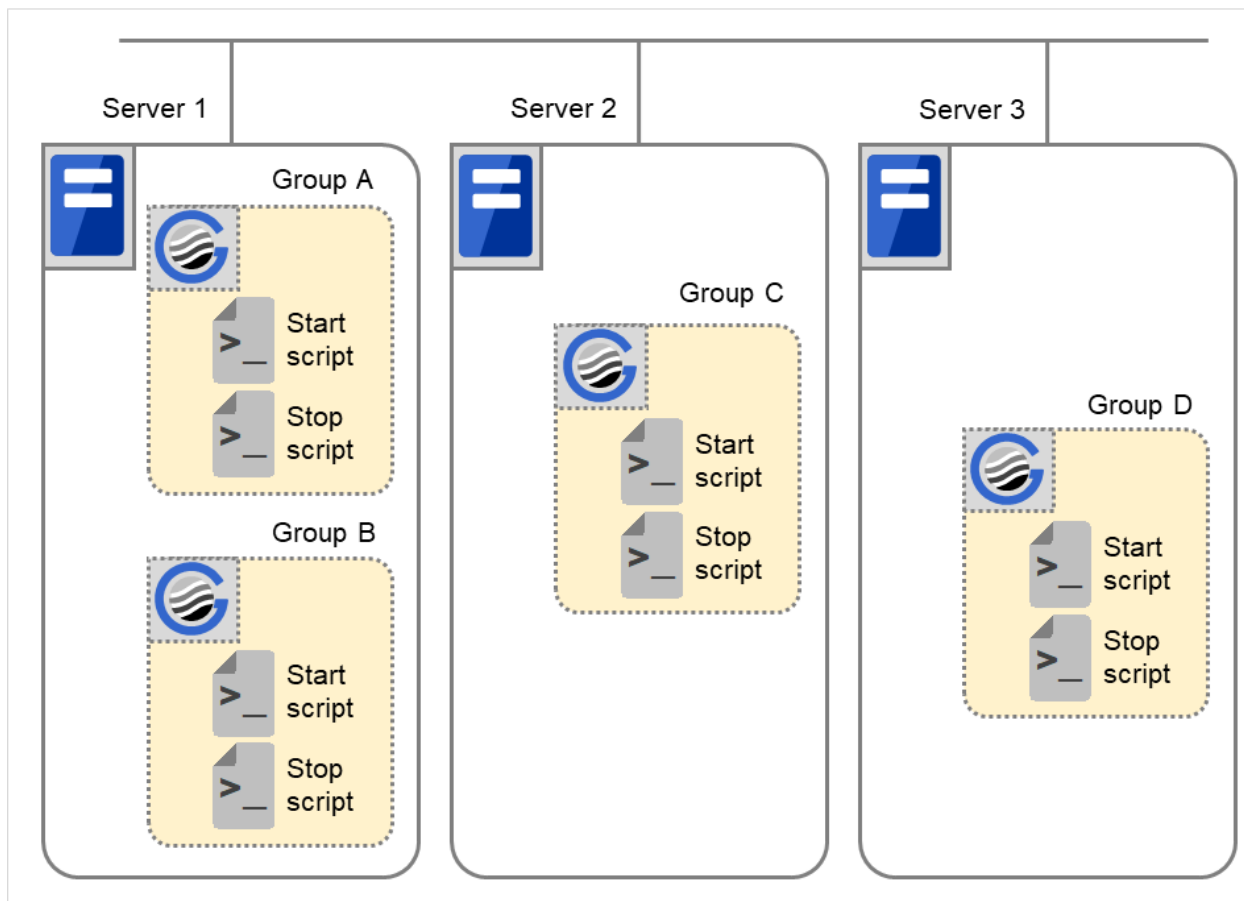 Server 1
Server 2
Server 3
Group A
Start
script
Stop
script
Group B
Start
script
Stop
script
Group C
Start
script
Stop
script
Group D
Start
script
Stop
script